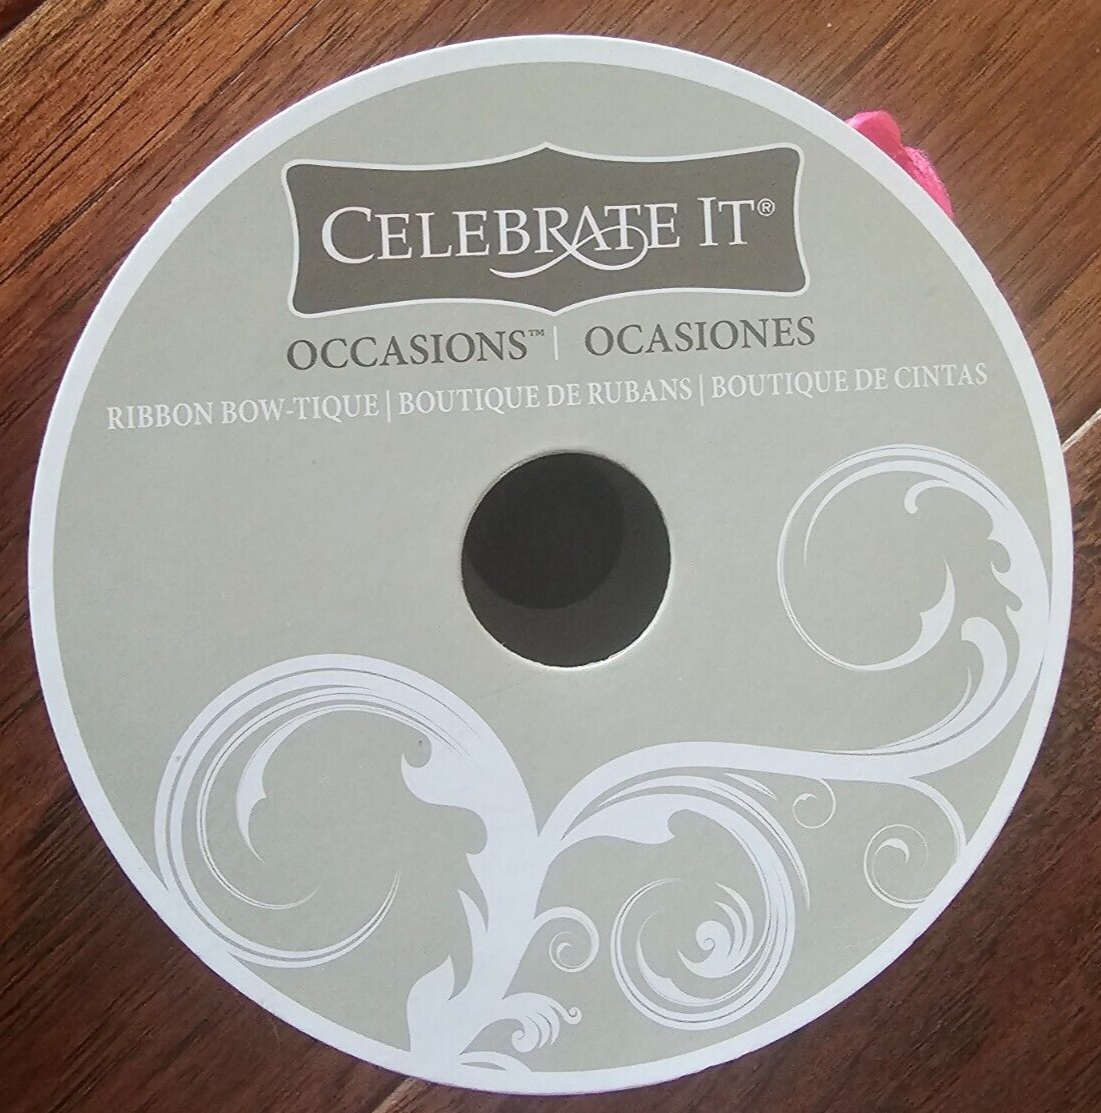 CELEBRATE IT®
OCCASIONS™ | OCASIONES
RIBBON BOW-TIQUE | BOUTIQUE DE RUBANS | BOUTIQUE DE CINTAS